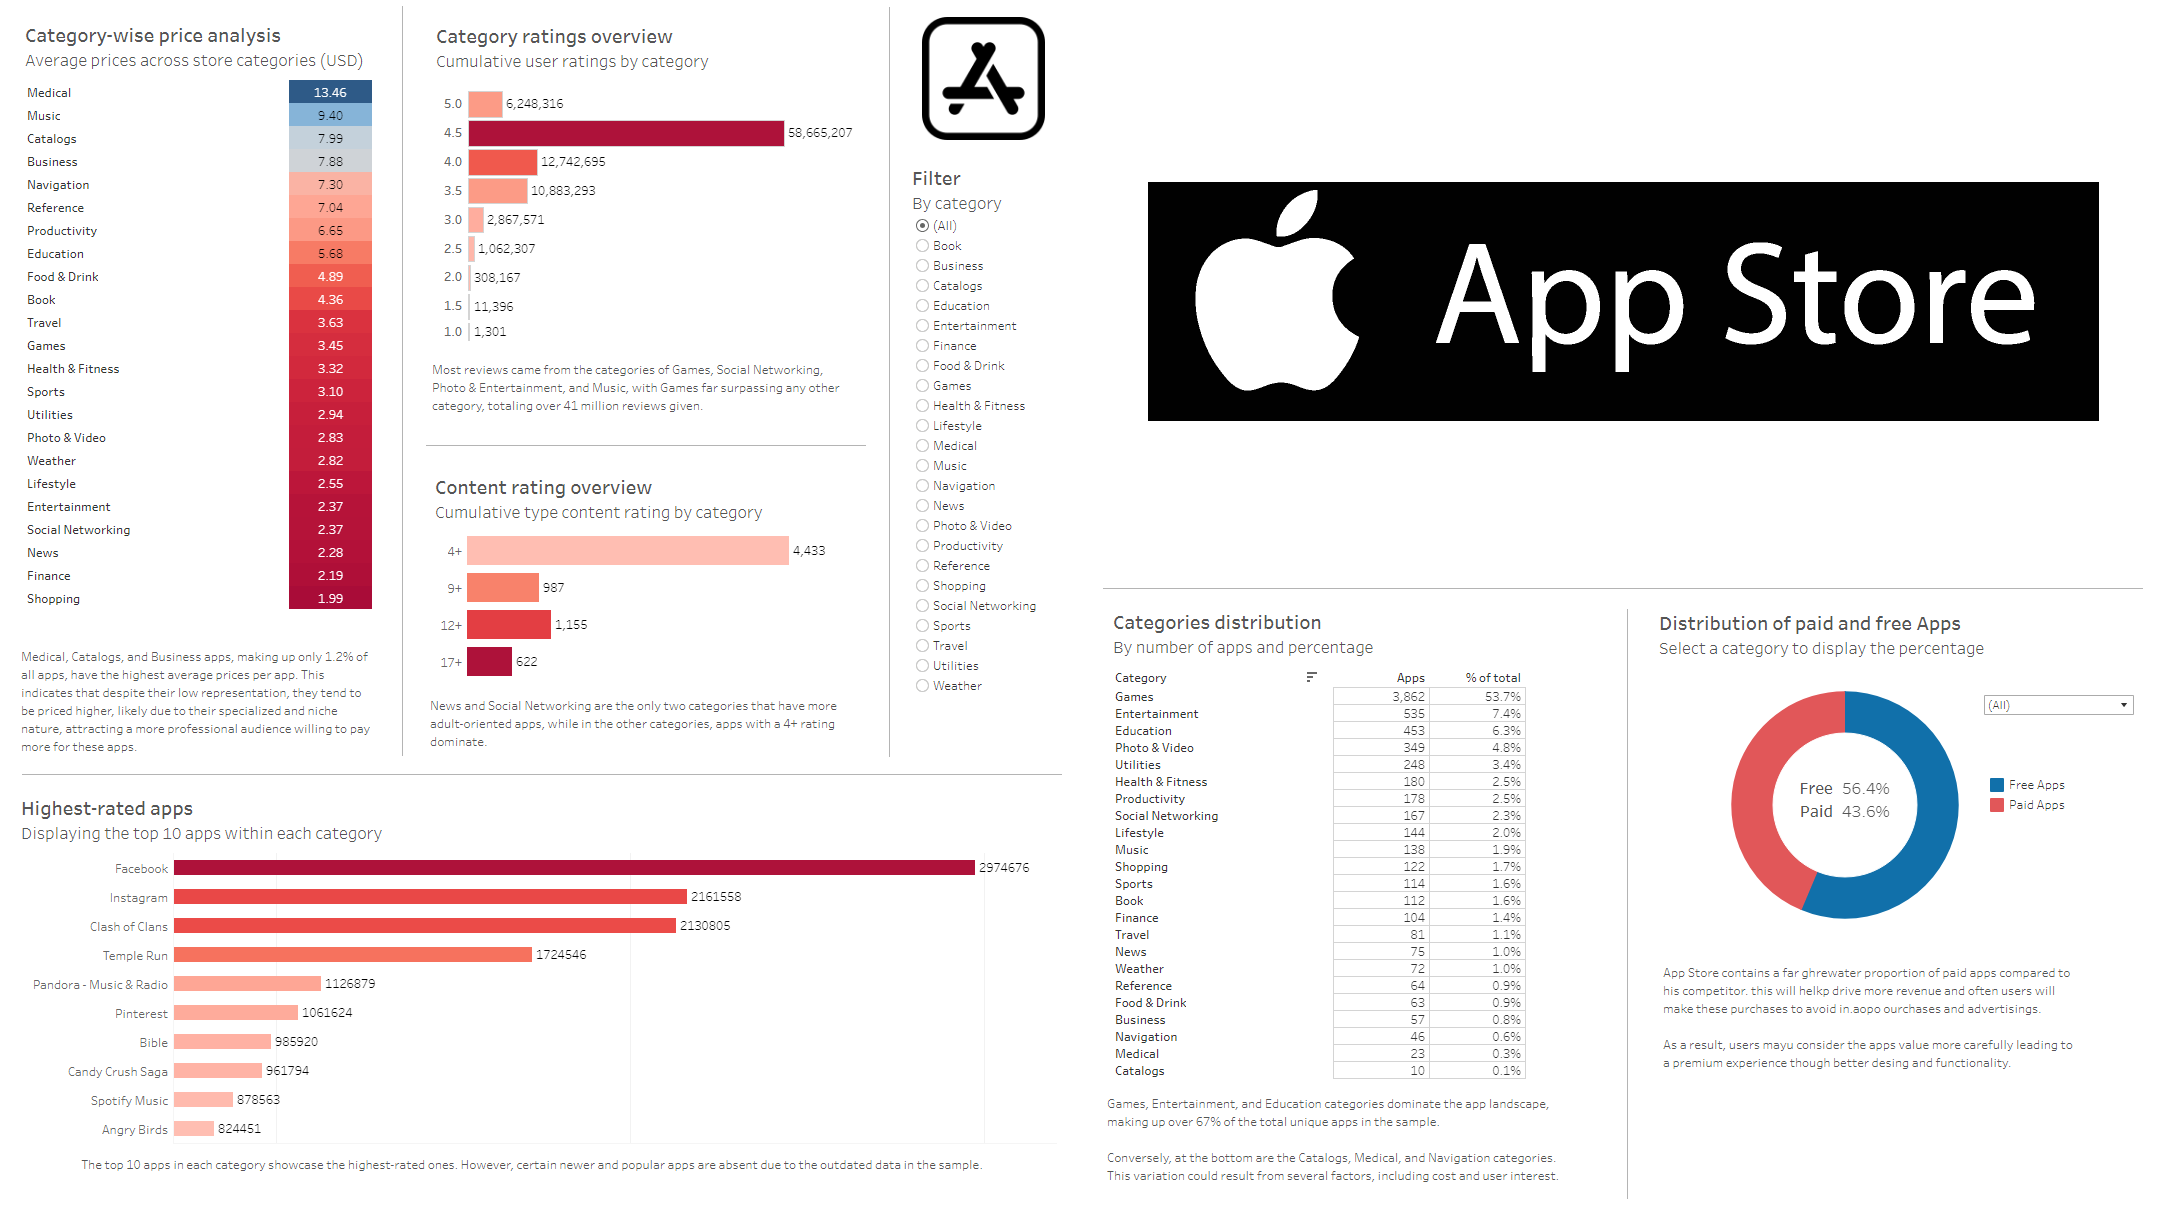 Category-wise price analysis
Average prices across store categories (USD)
Medical 13.46
Music 9.40
Catalogs 7.99
Business 7.88
Navigation 7.30
Reference 7.04
Productivity 6.65
Education 5.68
Food & Drink 4.89
Book 4.36
Travel 3.63
Games 3.45
Health & Fitness 3.32
Sports 3.10
Utilities 2.94
Photo & Video 2.83
Weather 2.82
Lifestyle 2.55
Entertainment 2.37
Social Networking 2.37
News 2.28
Finance 2.19
Shopping 1.99
Medical, Catalogs, and Business apps, making up only 1.2% of
all apps, have the highest average prices per app. This
indicates that despite their low representation, they tend to
be priced higher, likely due to their specialized and niche
nature, attracting a more professional audience willing to pay
more for these apps.
Category ratings overview
Cumulative user ratings by category
5.0 6,248,316
4.5 58,665,207
4.0 12,742,695
3.5 10,883,293
3.0 2,867,571
2.5 1,062,307
2.0 308,167
1.5 11,396
1.0 1,301
Most reviews came from the categories of Games, Social Networking,
Photo & Entertainment, and Music, with Games far surpassing any other
category, totaling over 41 million reviews given.
Content rating overview
Cumulative type content rating by category
4+ 4,433
9+ 987
12+ 1,155
17+ 622
News and Social Networking are the only two categories that have more
adult-oriented apps, while in the other categories, apps with a 4+ rating
dominate.
Filter
By category
(All)
Book
Business
Catalogs
Education
Entertainment
Finance
Food & Drink
Games
Health & Fitness
Lifestyle
Medical
Music
Navigation
News
Photo & Video
Productivity
Reference
Shopping
Social Networking
Sports
Travel
Utilities
Weather
Highest-rated apps
Displaying the top 10 apps within each category
Facebook 2974676
Instagram 2161558
Clash of Clans 2130805
Temple Run 1724546
Pandora - Music & Radio 1126879
Pinterest 1061624
Bible 985920
Candy Crush Saga 961794
Spotify Music 878563
Angry Birds 824451
The top 10 apps in each category showcase the highest-rated ones. However, certain newer and popular apps are absent due to the outdated data in the sample.
App Store
Categories distribution
By number of apps and percentage
Category Apps % of total
Games 3,862 53.7%
Entertainment 535 7.4%
Education 453 6.3%
Photo & Video 349 4.8%
Utilities 248 3.4%
Health & Fitness 180 2.5%
Productivity 178 2.5%
Social Networking 167 2.3%
Lifestyle 144 2.0%
Music 138 1.9%
Shopping 122 1.7%
Sports 114 1.6%
Book 112 1.6%
Finance 104 1.4%
Travel 81 1.1%
News 75 1.0%
Weather 72 1.0%
Reference 64 0.9%
Food & Drink 63 0.9%
Business 57 0.8%
Navigation 46 0.6%
Medical 23 0.3%
Catalogs 10 0.1%
Games, Entertainment, and Education categories dominate the app landscape,
making up over 67% of the total unique apps in the sample.
Conversely, at the bottom are the Catalogs, Medical, and Navigation categories.
This variation could result from several factors, including cost and user interest.
Distribution of paid and free Apps
Select a category to display the percentage
(All)
Free 56.4%
Paid 43.6%
Free Apps
Paid Apps
App Store contains a far ghrewater proportion of paid apps compared to
his competitor. this will helkp drive more revenue and often users will
make these purchases to avoid in.aopo ourchases and advertisings.
As a result, users mayu consider the apps value more carefully leading to
a premium experience though better desing and functionality.